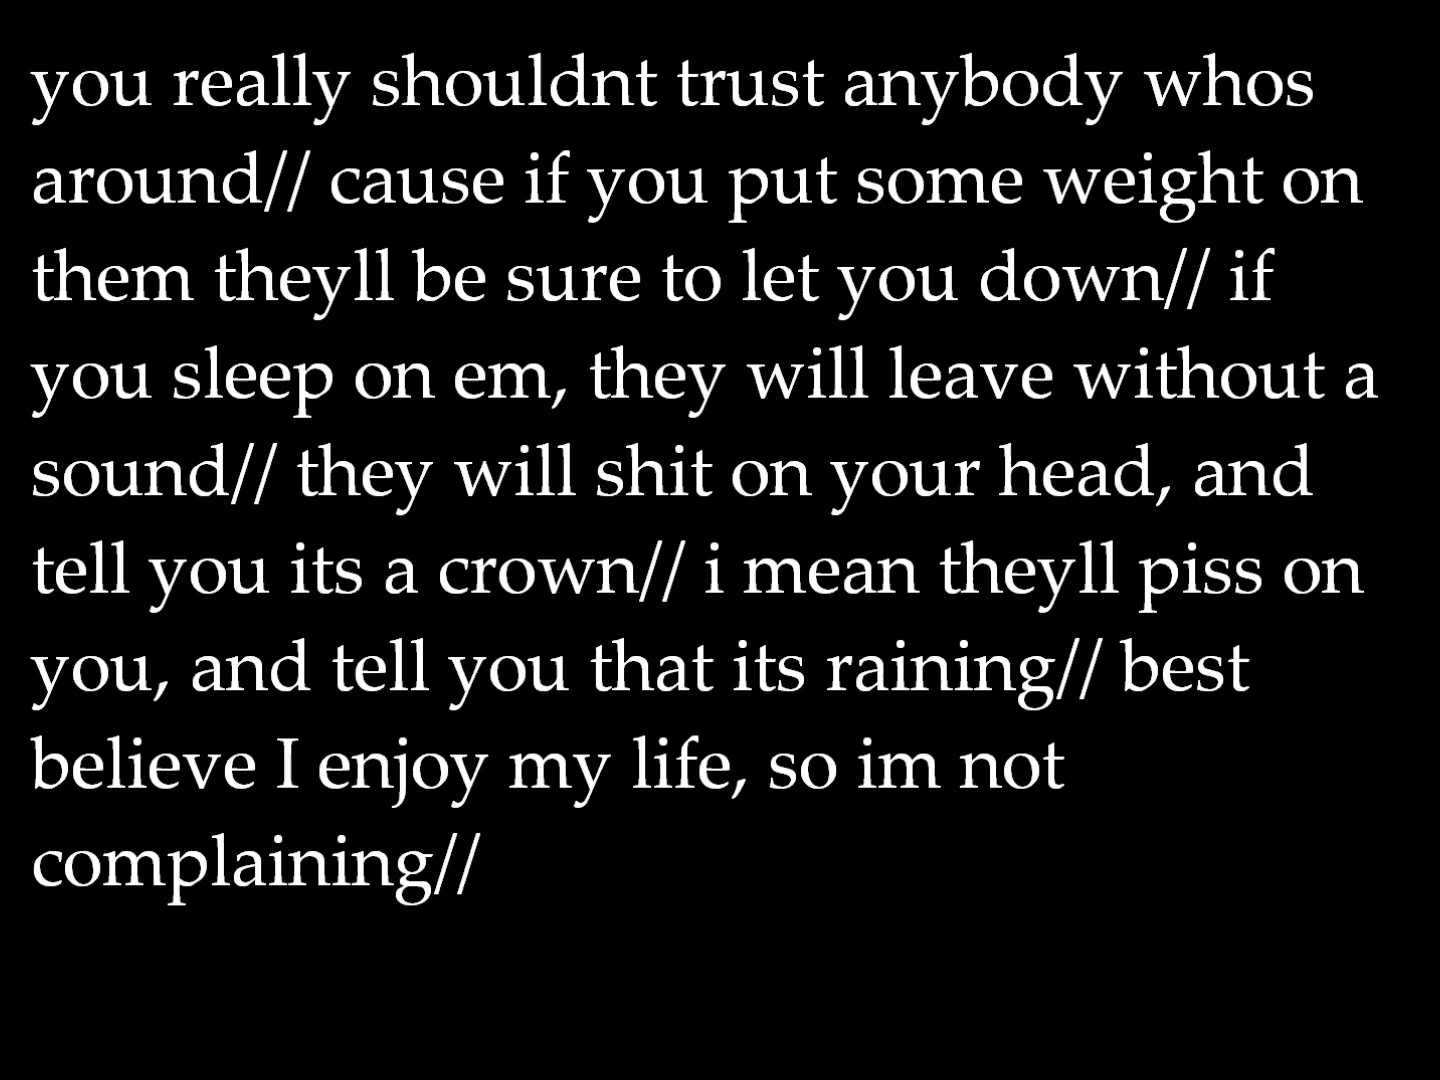 you really shouldnt trust anybody whos
around// cause if you put some weight on
them theyll be sure to let you down// if
you sleep on em, they will leave without a
sound// they will shit on your head, and
tell you its a crown// i mean theyll piss on
you, and tell you that its raining// best
believe I enjoy my life, so im not
complaining//